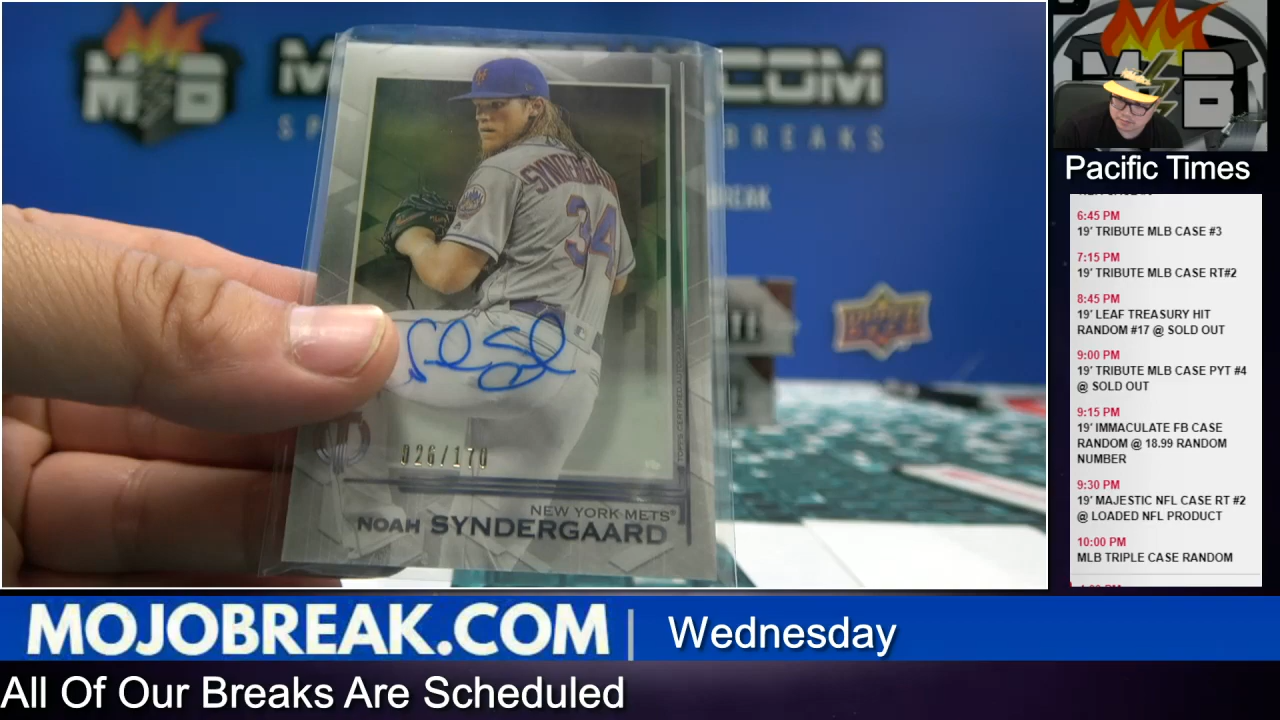 M B
.COM
BREAKS
BREAK
SYNDERGAARD
34
026/170
NEW YORK METS
NOAH SYNDERGAARD
M B
Pacific Times
6:45 PM
19' TRIBUTE MLB CASE #3
7:15 PM
19' TRIBUTE MLB CASE RT#2
8:45 PM
19' LEAF TREASURY HIT
RANDOM #17 @ SOLD OUT
9:00 PM
19' TRIBUTE MLB CASE PYT #4
@ SOLD OUT
9:15 PM
19' IMMACULATE FB CASE
RANDOM @ 18.99 RANDOM
NUMBER
9:30 PM
19' MAJESTIC NFL CASE RT #2
@ LOADED NFL PRODUCT
10:00 PM
MLB TRIPLE CASE RANDOM
MOJOBREAK.COM | Wednesday
All Of Our Breaks Are Scheduled